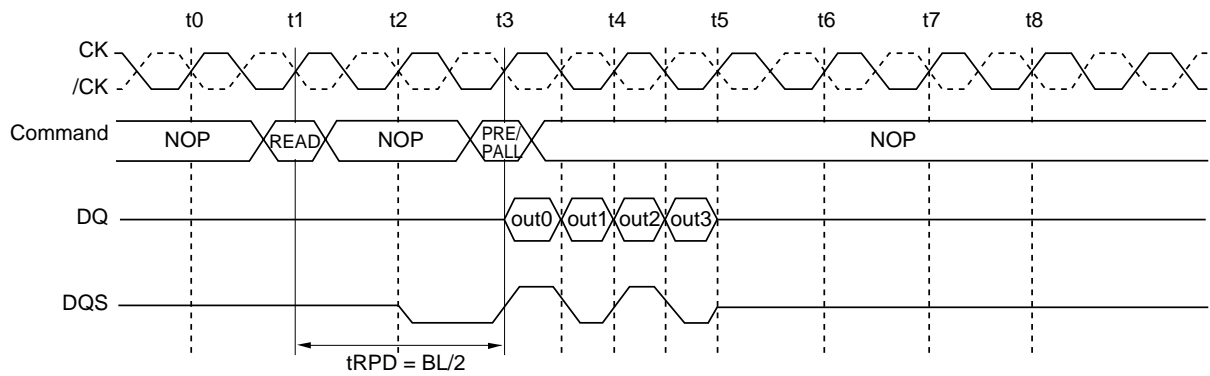 t0 t1 t2 t3 t4 t5 t6 t7 t8
CK
/CK
Command NOP READ NOP PRE/ PALL NOP
DQ out0 out1 out2 out3
DQS
tRPD = BL/2